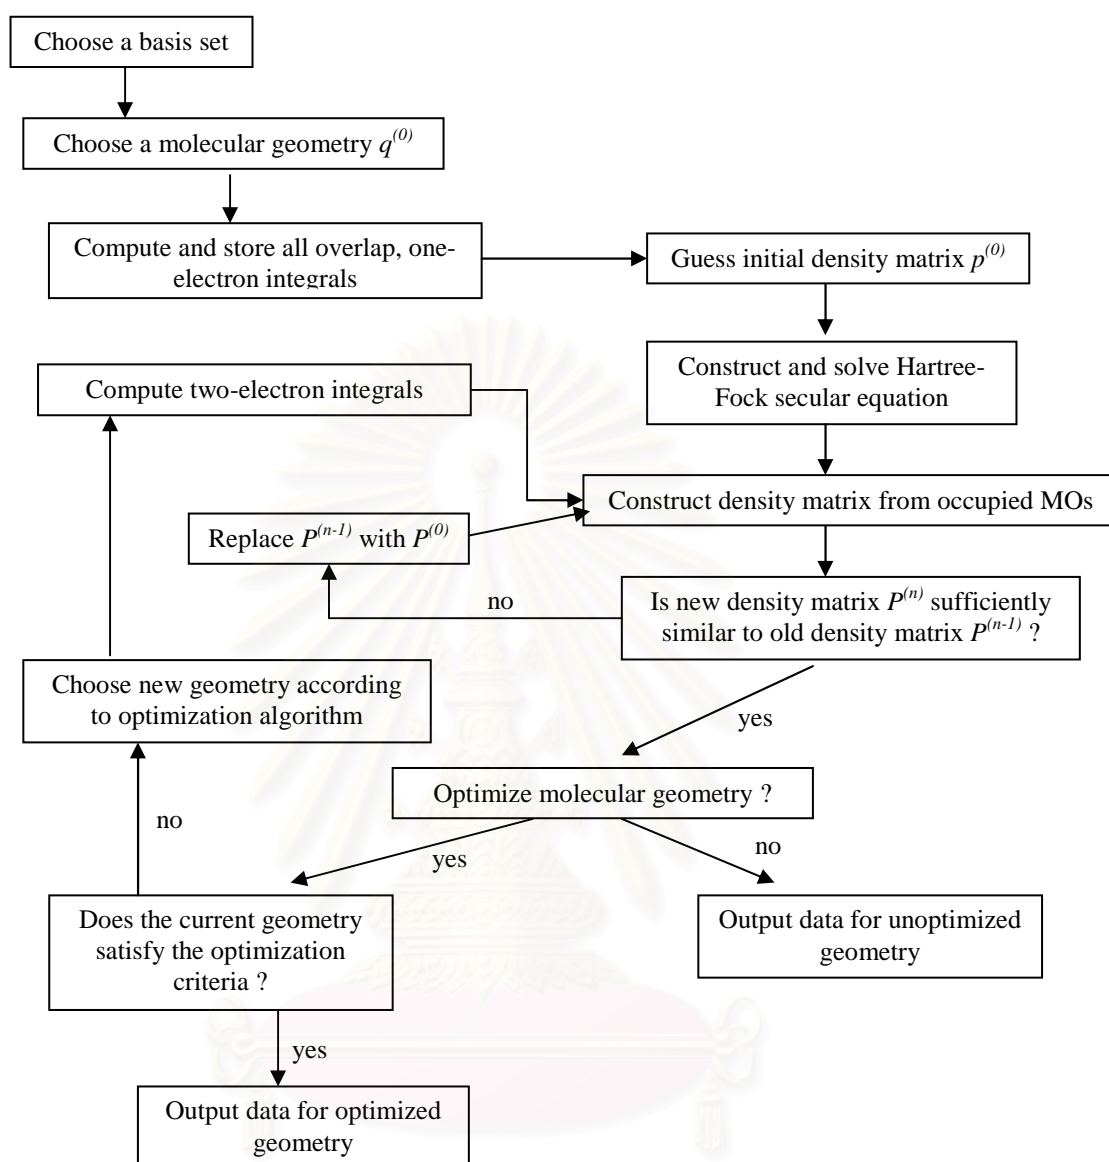 Choose a basis set
Choose a molecular geometry q^(0)
Compute and store all overlap, one-
electron integrals
Guess initial density matrix p^(0)
Construct and solve Hartree-
Fock secular equation
Compute two-electron integrals
Construct density matrix from occupied MOs
Replace P^(n-1) with P^(0)
no
Is new density matrix P^(n) sufficiently
similar to old density matrix P^(n-1) ?
Choose new geometry according
to optimization algorithm
yes
Optimize molecular geometry ?
no
yes
no
Does the current geometry
satisfy the optimization
criteria ?
Output data for unoptimized
geometry
yes
Output data for optimized
geometry